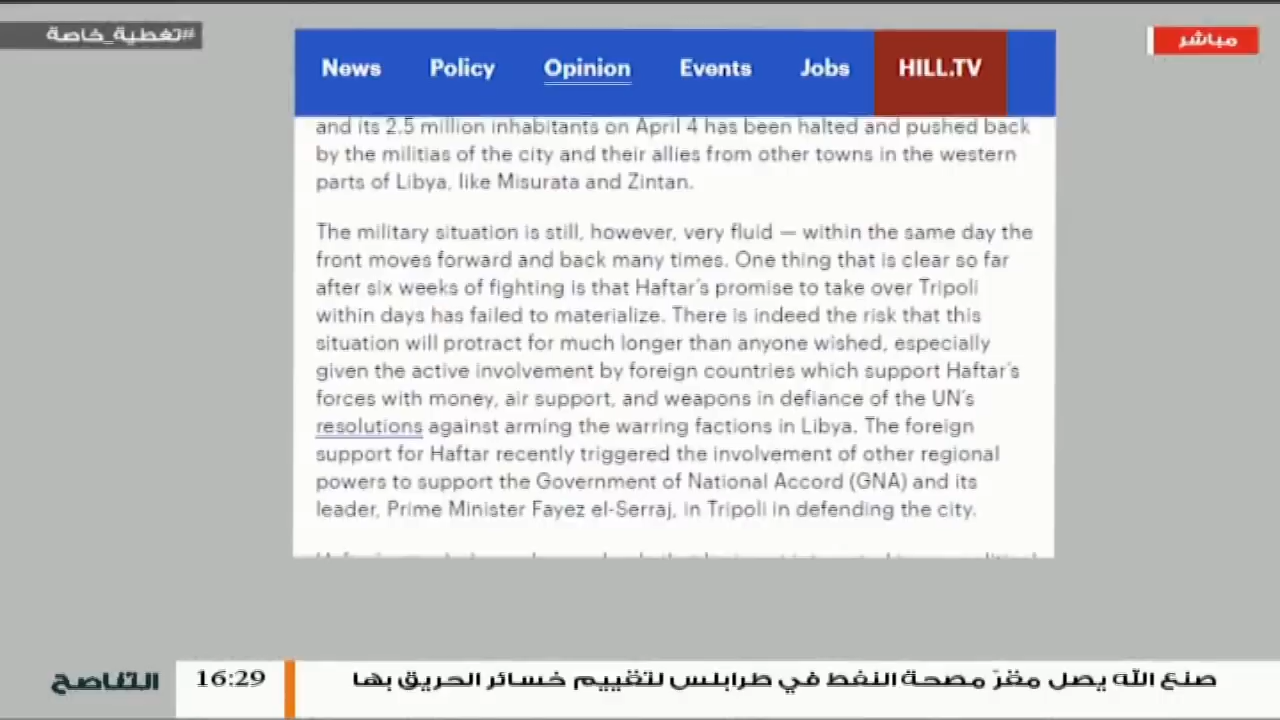 #تغطية_خاصة
مباشر
News Policy Opinion Events Jobs HILL.TV
and its 2.5 million inhabitants on April 4 has been halted and pushed back
by the militias of the city and their allies from other towns in the western
parts of Libya, like Misurata and Zintan.
The military situation is still, however, very fluid — within the same day the
front moves forward and back many times. One thing that is clear so far
after six weeks of fighting is that Haftar's promise to take over Tripoli
within days has failed to materialize. There is indeed the risk that this
situation will protract for much longer than anyone wished, especially
given the active involvement by foreign countries which support Haftar's
forces with money, air support, and weapons in defiance of the UN's
resolutions against arming the warring factions in Libya. The foreign
support for Haftar recently triggered the involvement of other regional
powers to support the Government of National Accord (GNA) and its
leader, Prime Minister Fayez el-Serraj, in Tripoli in defending the city.
صنع الله يصل مقرّ مصحة النفط في طرابلس لتقييم خسائر الحريق بها
16:29
التناصح